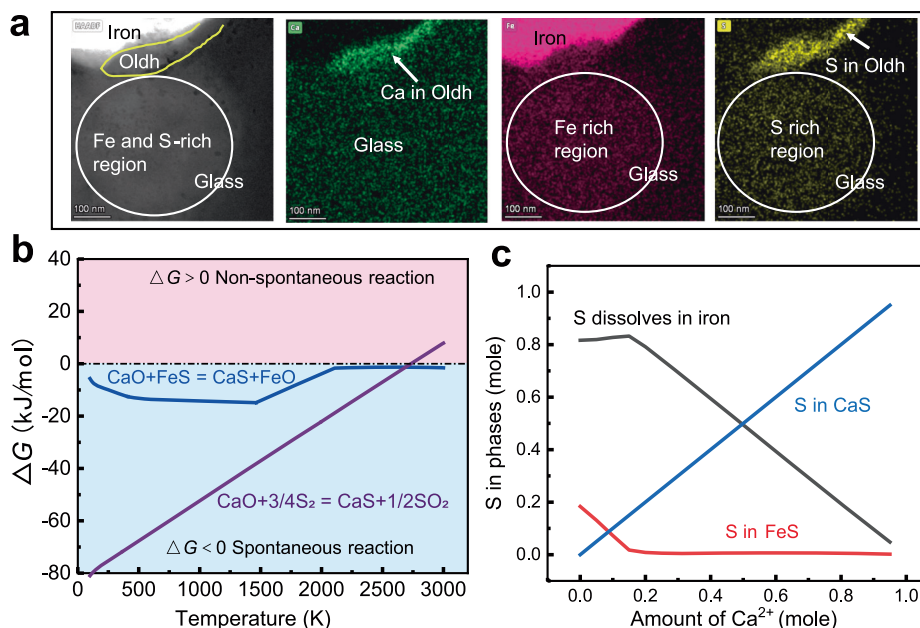 a
HAADF
Iron
Oldh
Fe and S-rich
region
Glass
100 nm
Ca
Ca in Oldh
Glass
100 nm
Fe
Iron
Fe rich
region
Glass
100 nm
S
S in Oldh
S rich
region
Glass
100 nm
b
△G > 0 Non-spontaneous reaction
CaO+FeS = CaS+FeO
CaO+3/4S₂ = CaS+1/2SO₂
△G < 0 Spontaneous reaction
△G (kJ/mol)
40
20
0
-20
-40
-60
-80
0 500 1000 1500 2000 2500 3000
Temperature (K)
c
S dissolves in iron
S in CaS
S in FeS
S in phases (mole)
1.0
0.8
0.6
0.4
0.2
0.0
0.0 0.2 0.4 0.6 0.8 1.0
Amount of Ca²⁺ (mole)